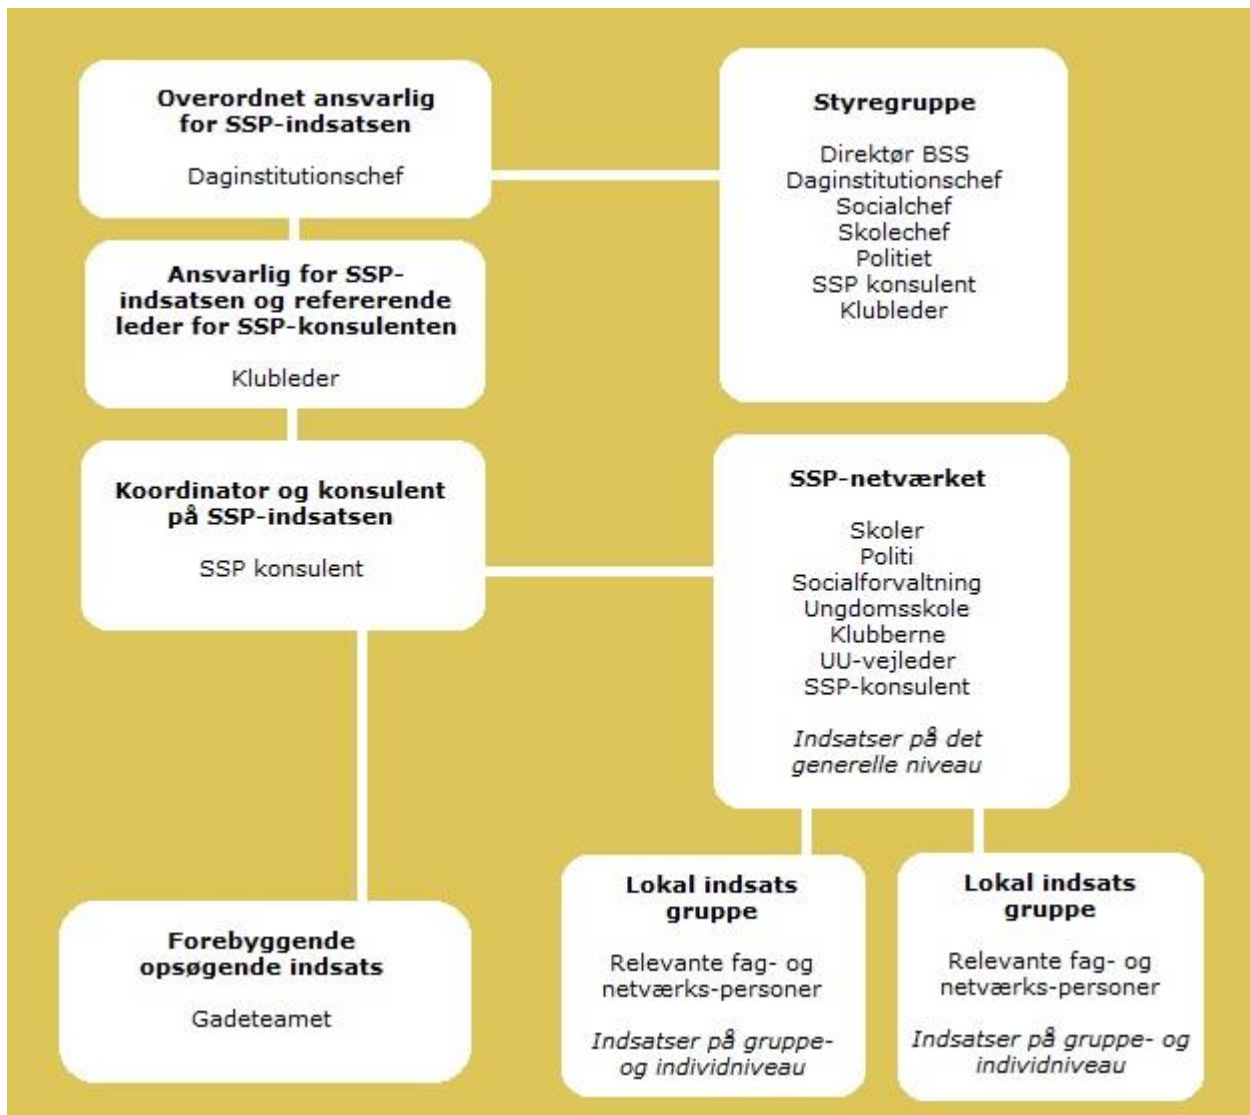 Overordnet ansvarlig
for SSP-indsatsen
Daginstitutionschef
Styregruppe
Direktør BSS
Daginstitutionschef
Socialchef
Skolechef
Politiet
SSP konsulent
Klubleder
Ansvarlig for SSP-
indsatsen og refererende
leder for SSP-konsulenten
Klubleder
Koordinator og konsulent
på SSP-indsatsen
SSP konsulent
SSP-netværket
Skoler
Politi
Socialforvaltning
Ungdomsskole
Klubberne
UU-vejleder
SSP-konsulent
Indsatser på det
generelle niveau
Forebyggende
opsøgende indsats
Gadeteamet
Lokal indsats
gruppe
Relevante fag- og
netværks-personer
Indsatser på gruppe-
og individniveau
Lokal indsats
gruppe
Relevante fag- og
netværks-personer
Indsatser på gruppe- og
individniveau